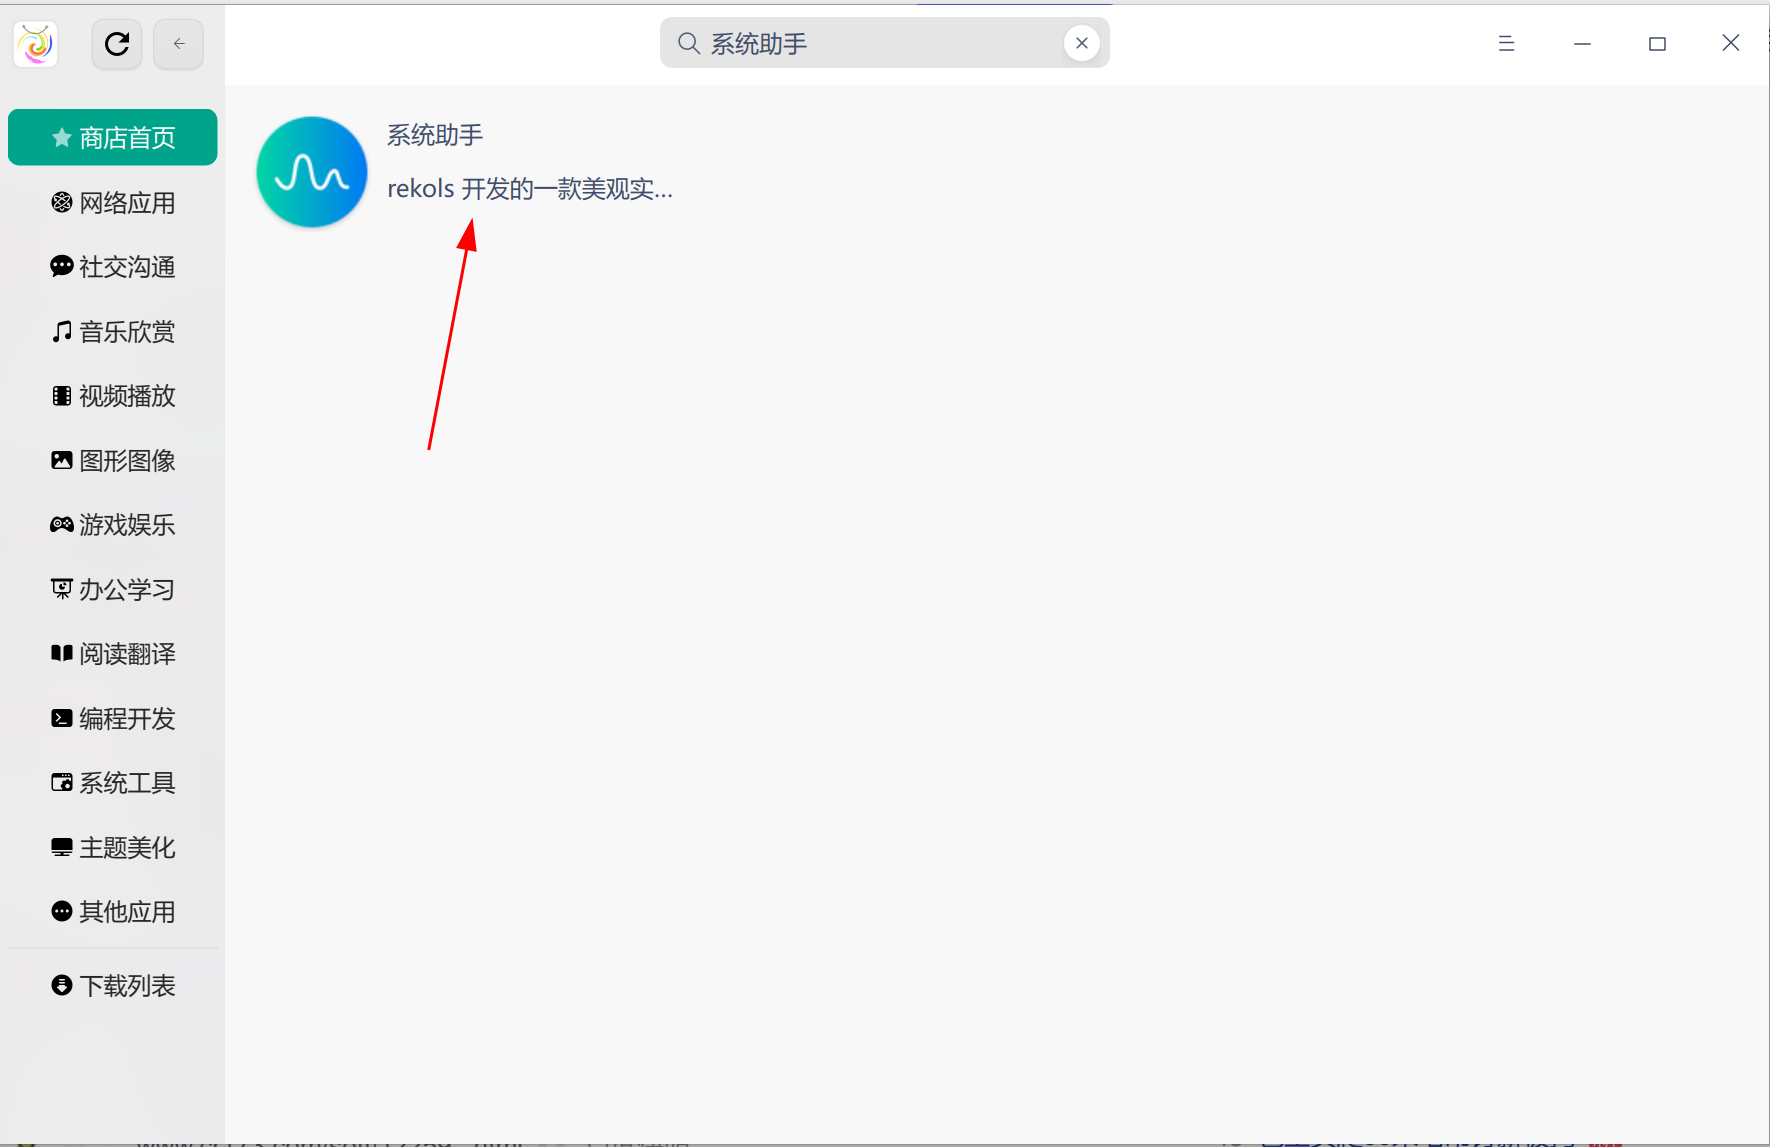 系统助手
商店首页
网络应用
社交沟通
音乐欣赏
视频播放
图形图像
游戏娱乐
办公学习
阅读翻译
编程开发
系统工具
主题美化
其他应用
下载列表
系统助手
rekols 开发的一款美观实...